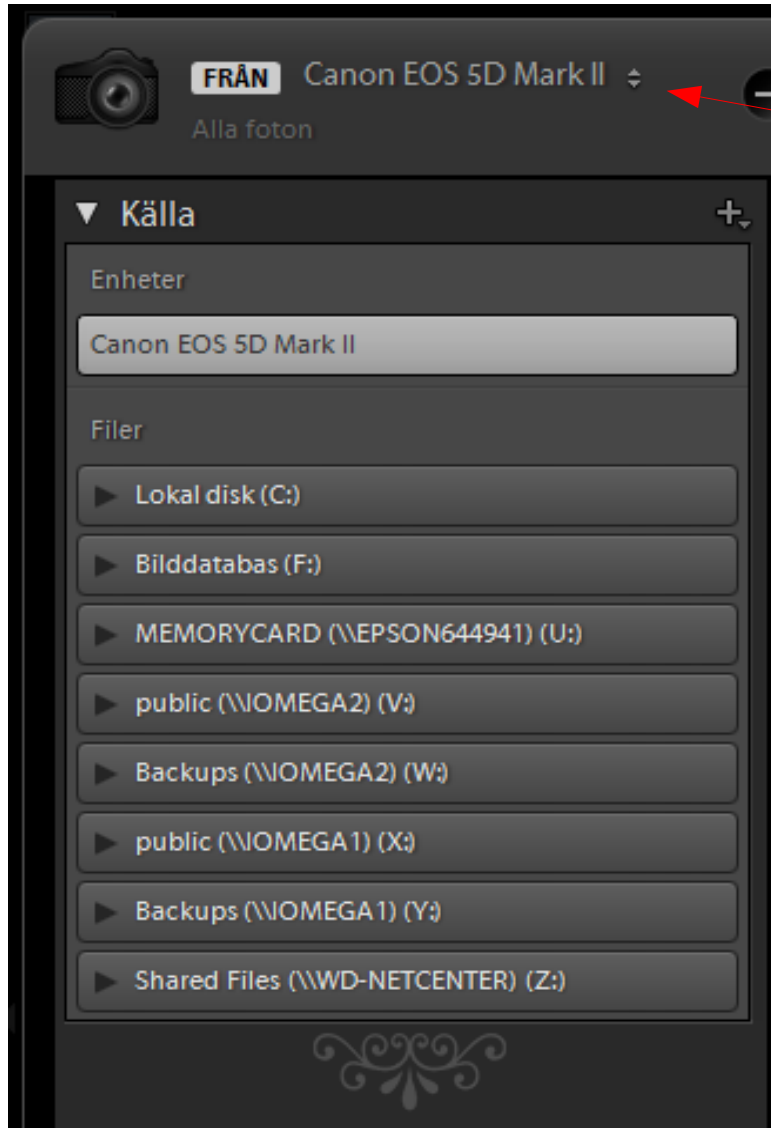 FRÅN Canon EOS 5D Mark II
Alla foton
Källa
Enheter
Canon EOS 5D Mark II
Filer
Lokal disk (C:)
Bilddatabas (F:)
MEMORYCARD (\\EPSON644941) (U:)
public (\\IOMEGA2) (V:)
Backups (\\IOMEGA2) (W:)
public (\\IOMEGA1) (X:)
Backups (\\IOMEGA1) (Y:)
Shared Files (\\WD-NETCENTER) (Z:)